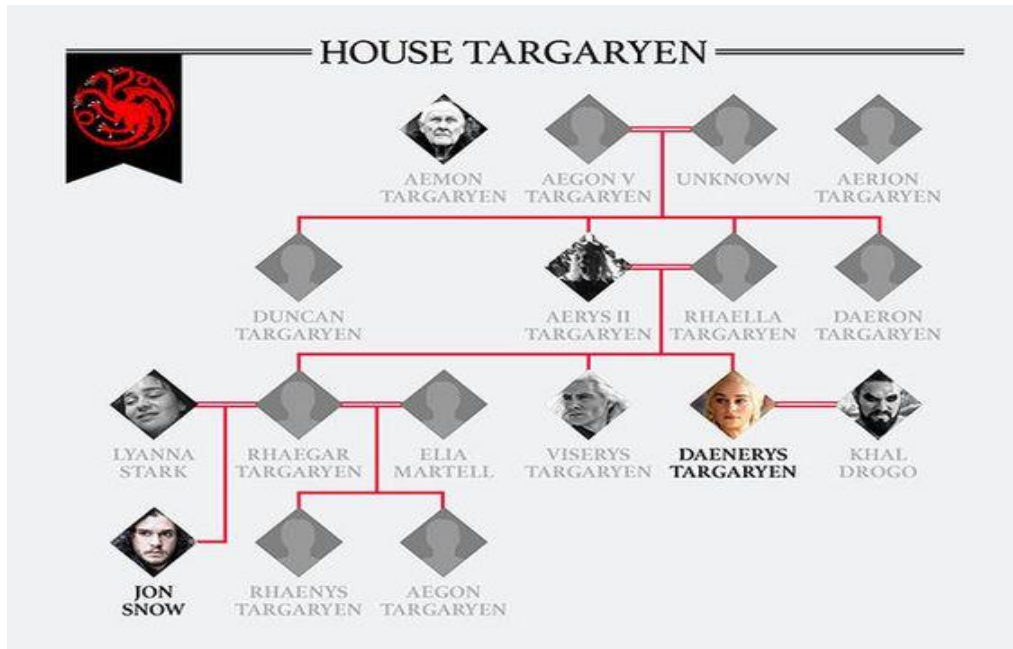 HOUSE TARGARYEN
AEMON
TARGARYEN
AEGON V
TARGARYEN
UNKNOWN
AERION
TARGARYEN
DUNCAN
TARGARYEN
AERYS II
TARGARYEN
RHAELLA
TARGARYEN
DAERON
TARGARYEN
LYANNA
STARK
RHAEGAR
TARGARYEN
ELIA
MARTELL
VISERYS
TARGARYEN
DAENERYS
TARGARYEN
KHAL
DROGO
JON
SNOW
RHAENYS
TARGARYEN
AEGON
TARGARYEN